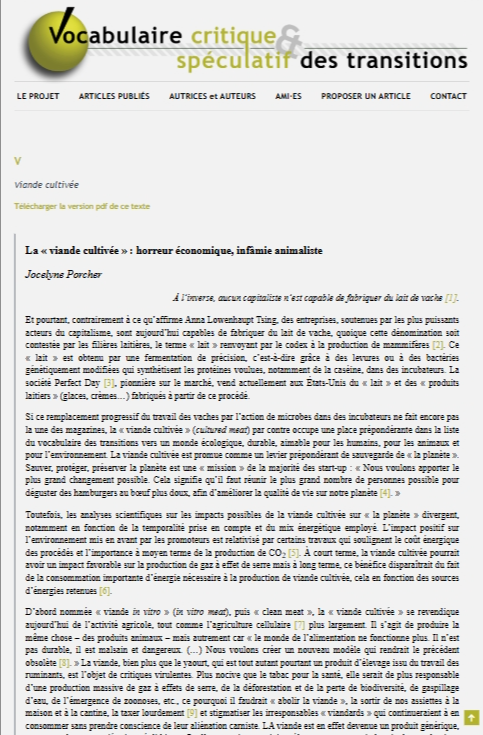 Vocabulaire critique &
spéculatif des transitions
LE PROJET ARTICLES PUBLIÉS AUTRICES et AUTEURS AMI-ES PROPOSER UN ARTICLE CONTACT
V
Viande cultivée
Télécharger la version pdf de ce texte
La « viande cultivée » : horreur économique, infâmie animaliste
Jocelyne Porcher
À l’inverse, aucun capitaliste n’est capable de fabriquer du lait de vache [1].
Et pourtant, contrairement à ce qu’affirme Anna Lowenhaupt Tsing, des entreprises, soutenues par les plus puissants
acteurs du capitalisme, sont aujourd’hui capables de fabriquer du lait de vache, quoique cette dénomination soit
contestée par les filières laitières, le terme « lait » renvoyant par le codex à la production de mammifères [2]. Ce
« lait » est obtenu par une fermentation de précision, c’est-à-dire grâce à des levures ou à des bactéries
génétiquement modifiées qui synthétisent les protéines voulues, notamment de la caséine, dans des incubateurs. La
société Perfect Day [3], pionnière sur le marché, vend actuellement aux États-Unis du « lait » et des « produits
laitiers » (glaces, crèmes…) fabriqués à partir de ce procédé.
Si ce remplacement progressif du travail des vaches par l’action de microbes dans des incubateurs ne fait encore pas
la une des magazines, la « viande cultivée » (cultured meat) par contre occupe une place prépondérante dans la liste
du vocabulaire des transitions vers un monde écologique, durable, aimable pour les humains, pour les animaux et
pour l’environnement. La viande cultivée est promue comme un levier prépondérant de sauvegarde de « la planète ».
Sauver, protéger, préserver la planète est une « mission » de la majorité des start-up : « Nous voulons apporter le
plus grand changement possible. Cela signifie qu’il faut réunir le plus grand nombre de personnes possible pour
déguster des hamburgers au bœuf plus doux, afin d’améliorer la qualité de vie sur notre planète [4]. »
Toutefois, les analyses scientifiques sur les impacts possibles de la viande cultivée sur « la planète » divergent,
notamment en fonction de la temporalité prise en compte et du mix énergétique employé. L’impact positif sur
l’environnement mis en avant par les promoteurs est relativisé par certains travaux qui soulignent le coût énergique
des procédés et l’importance à moyen terme de la production de CO2 [5]. À court terme, la viande cultivée pourrait
avoir un impact favorable sur la production de gaz à effet de serre mais à long terme, ce bénéfice disparaîtrait du fait
de la consommation importante d’énergie nécessaire à la production de viande cultivée, cela en fonction des sources
d’énergies retenues [6].
D’abord nommée « viande in vitro » (in vitro meat), puis « clean meat », la « viande cultivée » se revendique
aujourd’hui de l’activité agricole, tout comme l’agriculture cellulaire [7] plus largement. Il s’agit de produire la
même chose – des produits animaux – mais autrement car « le monde de l’alimentation ne fonctionne plus. Il n’est
pas durable, il est malsain et dangereux. (…) Nous voulons créer un nouveau modèle qui rendrait le précédent
obsolète [8]. » La viande, bien plus que le yaourt, qui est tout autant pourtant un produit d’élevage issu du travail des
ruminants, est l’objet de critiques virulentes. Plus nocive que le tabac pour la santé, elle serait de plus responsable
d’une production massive de gaz à effets de serre, de la déforestation et de la perte de biodiversité, de gaspillage
d’eau, de l’émergence de zoonoses, etc., ce pourquoi il faudrait « abolir la viande », la sortir de nos assiettes à la
maison et à la cantine, la taxer lourdement [9] et stigmatiser les irresponsables « viandards » qui continueraient à en
consommer sans prendre conscience de leur aliénation carniste. LA viande est en effet devenue un produit générique,